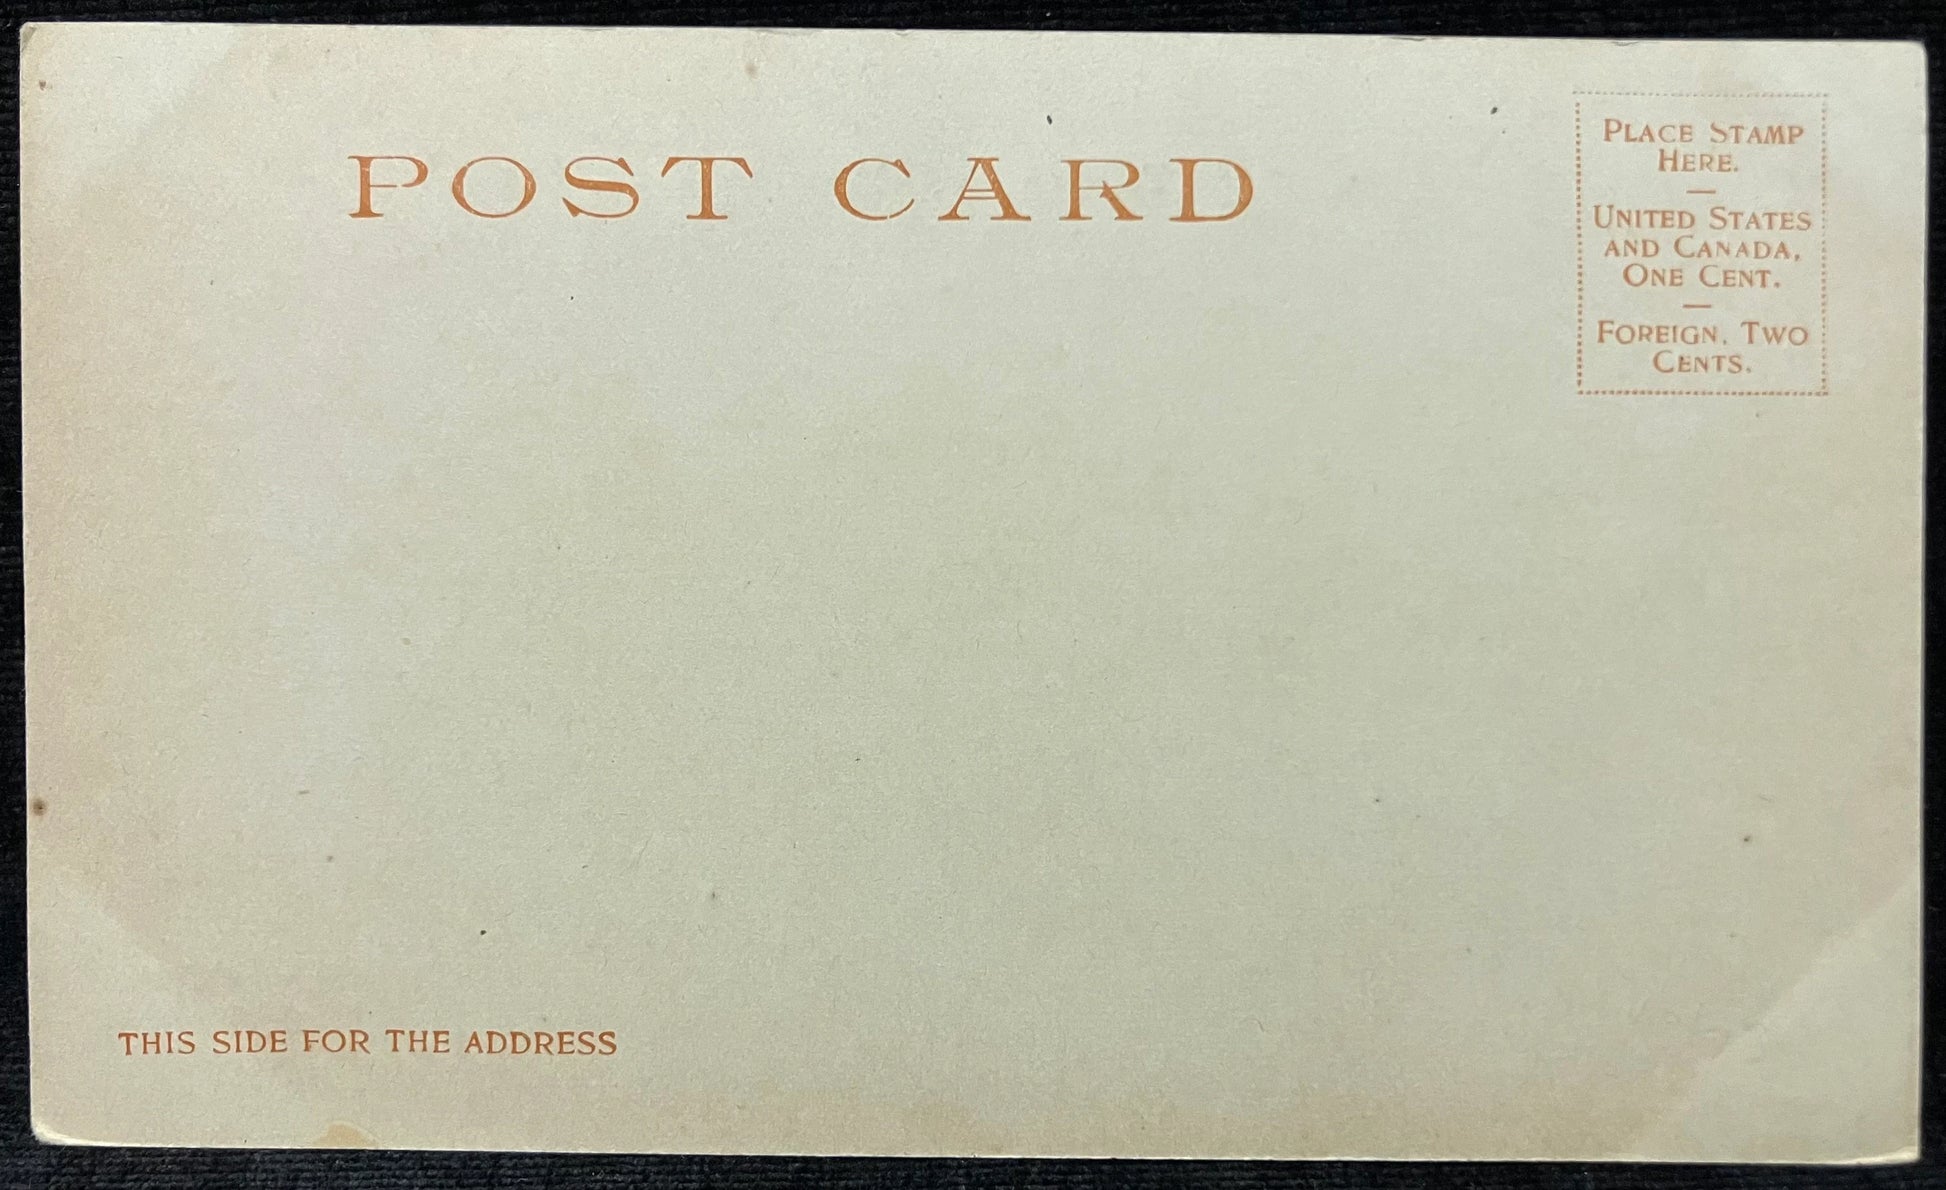 POST CARD
PLACE STAMP
HERE.
—
UNITED STATES
AND CANADA,
ONE CENT.
—
FOREIGN, TWO
CENTS.
THIS SIDE FOR THE ADDRESS